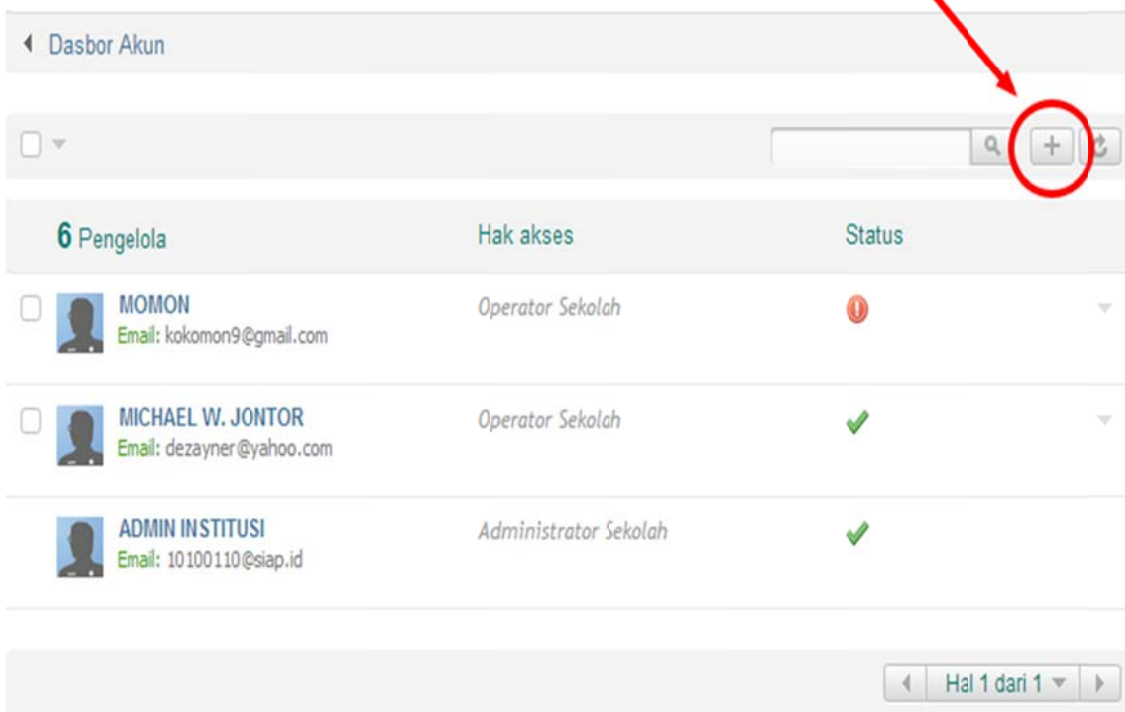 Dasbor Akun
6 Pengelola Hak akses Status
MOMON Operator Sekolah
Email: kokomon9@gmail.com
MICHAEL W. JONTOR Operator Sekolah
Email: dezayner@yahoo.com
ADMIN INSTITUSI Administrator Sekolah
Email: 10100110@siap.id
Hal 1 dari 1